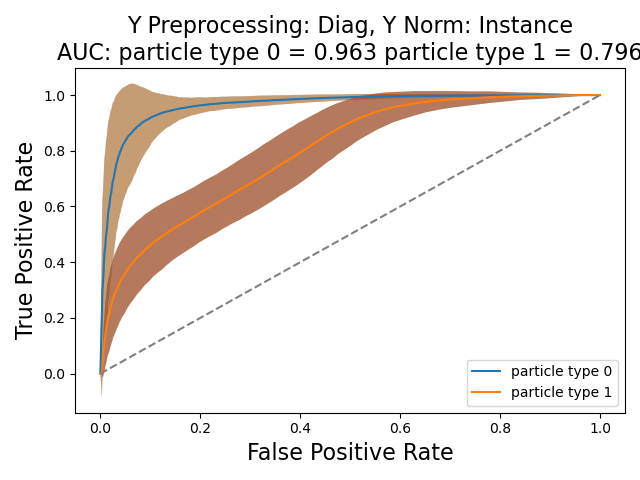 Y Preprocessing: Diag, Y Norm: Instance
AUC: particle type 0 = 0.963 particle type 1 = 0.796
True Positive Rate
1.0
0.8
0.6
0.4
0.2
0.0
0.0 0.2 0.4 0.6 0.8 1.0
False Positive Rate
particle type 0
particle type 1